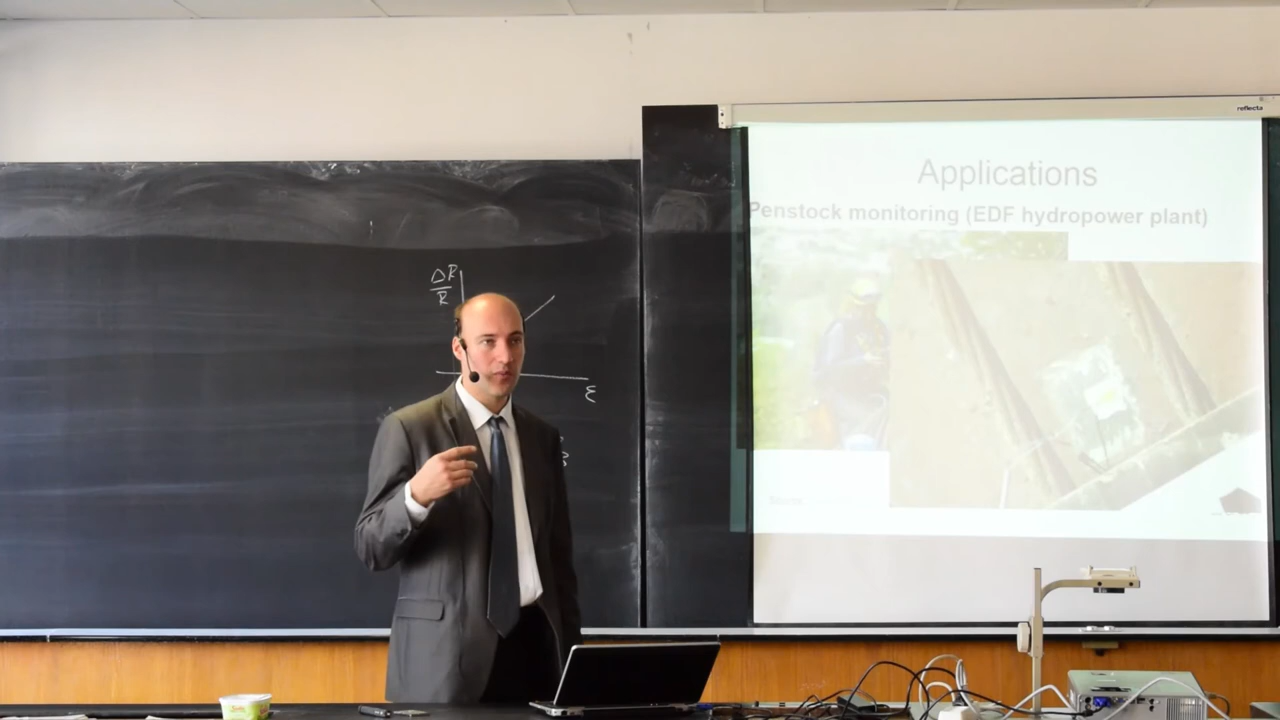 reflecta
Applications
Penstock monitoring (EDF hydropower plant)
ΔR
R
ε